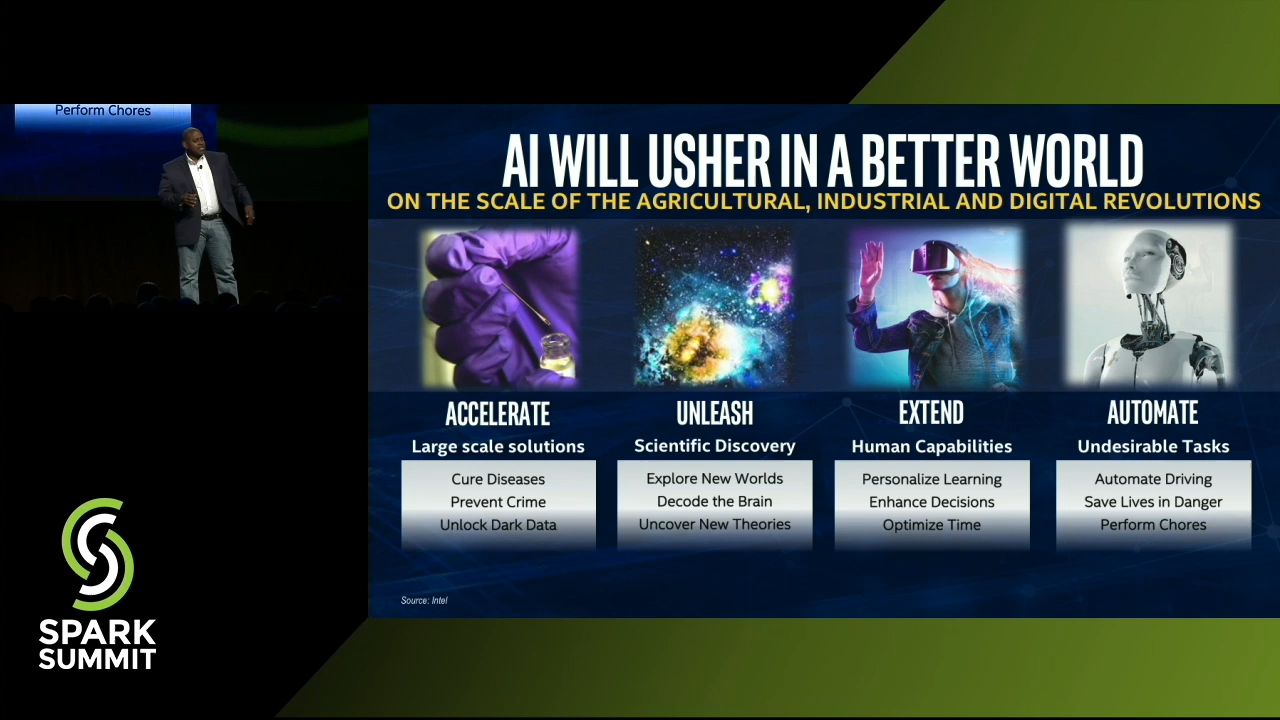 Perform Chores
AI WILL USHER IN A BETTER WORLD
ON THE SCALE OF THE AGRICULTURAL, INDUSTRIAL AND DIGITAL REVOLUTIONS
ACCELERATE
Large scale solutions
Cure Diseases
Prevent Crime
Unlock Dark Data
UNLEASH
Scientific Discovery
Explore New Worlds
Decode the Brain
Uncover New Theories
EXTEND
Human Capabilities
Personalize Learning
Enhance Decisions
Optimize Time
AUTOMATE
Undesirable Tasks
Automate Driving
Save Lives in Danger
Perform Chores
Source: Intel
SPARK
SUMMIT